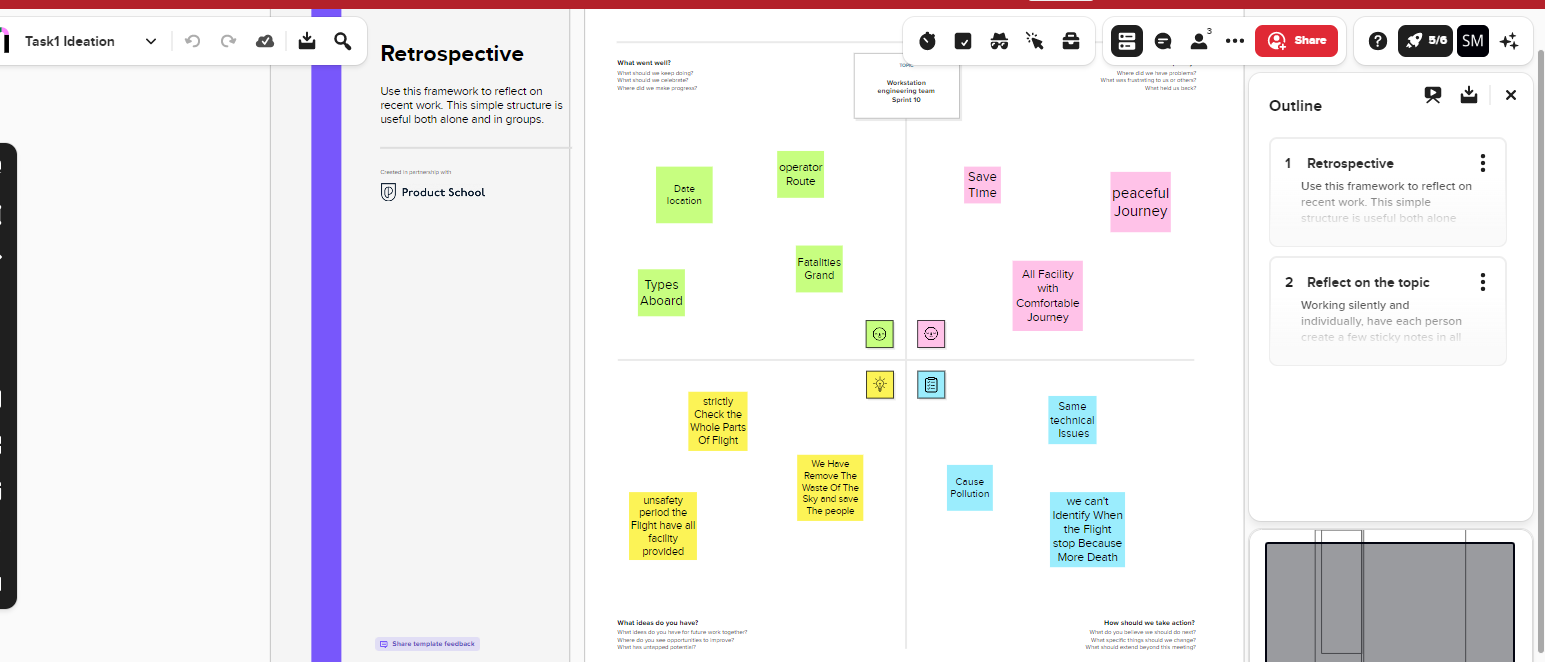 Task1 Ideation
3
Share
5/6
SM
Retrospective
Use this framework to reflect on
recent work. This simple structure is
useful both alone and in groups.
Created in partnership with
Product School
Share template feedback
What went well?
What should we keep doing?
What should we celebrate?
Where did we make progress?
TOPIC
Workstation
engineering team
Sprint 10
Where did we have problems?
What was frustrating to us or others?
What held us back?
Date
location
operator
Route
Types
Aboard
Fatalities
Grand
Save
Time
peaceful
Journey
All Facility
with
Comfortable
Journey
strictly
Check the
Whole Parts
Of Flight
We Have
Remove The
Waste Of The
Sky and save
The people
unsafety
period the
Flight have all
facility
provided
Same
technical
Issues
Cause
Pollution
we can't
Identify When
the Flight
stop Because
More Death
What ideas do you have?
What ideas do you have for future work together?
Where do you see opportunities to improve?
What has untapped potential?
How should we take action?
What do you believe we should do next?
What specific things should we change?
What should extend beyond this meeting?
Outline
1 Retrospective
Use this framework to reflect on
recent work. This simple
structure is useful both alone
2 Reflect on the topic
Working silently and
individually, have each person
create a few sticky notes in all